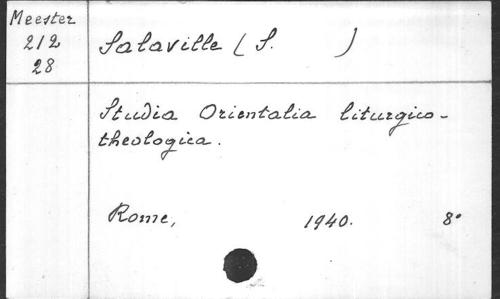 Meester
212
28
Salaville (S. )
Studia Orientalia liturgico-
theologica.
Rome, 1940. 8°